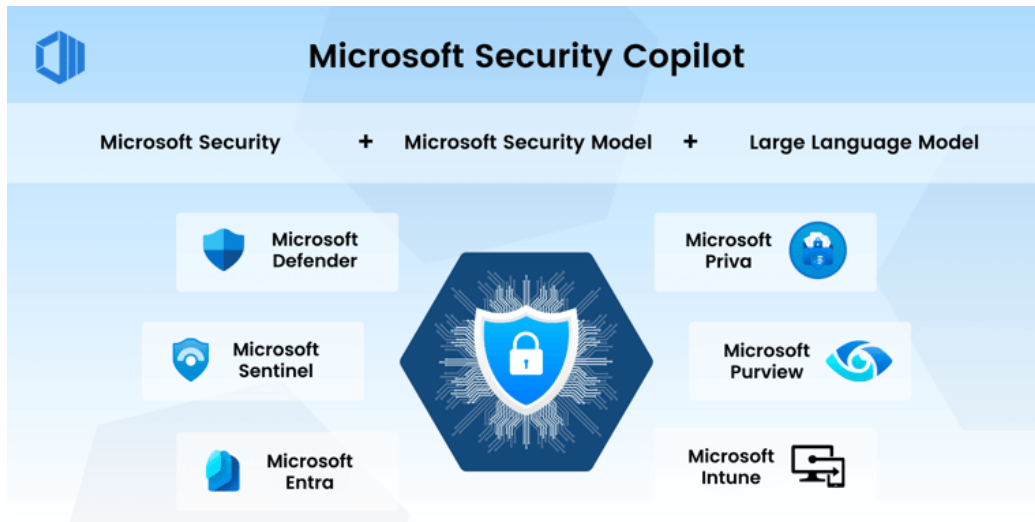 Microsoft Security Copilot
Microsoft Security + Microsoft Security Model + Large Language Model
Microsoft
Defender
Microsoft
Priva
Microsoft
Sentinel
Microsoft
Purview
Microsoft
Entra
Microsoft
Intune